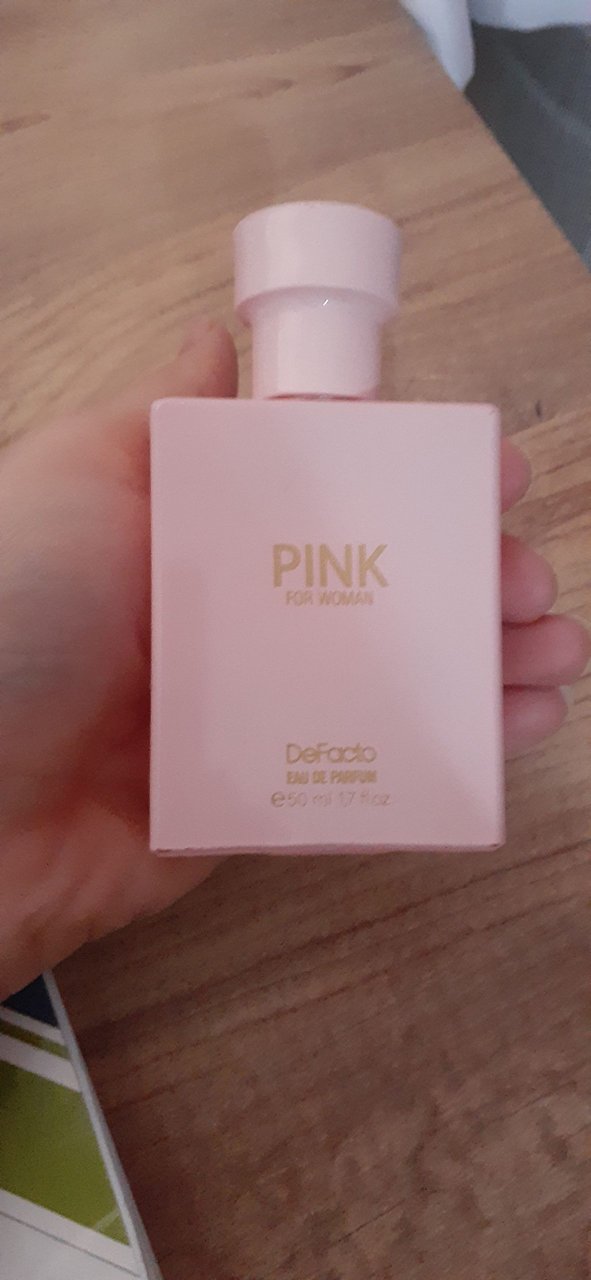 PINK
FOR WOMAN
DeFacto
EAU DE PARFUM
℮50 ml 1.7 fl oz